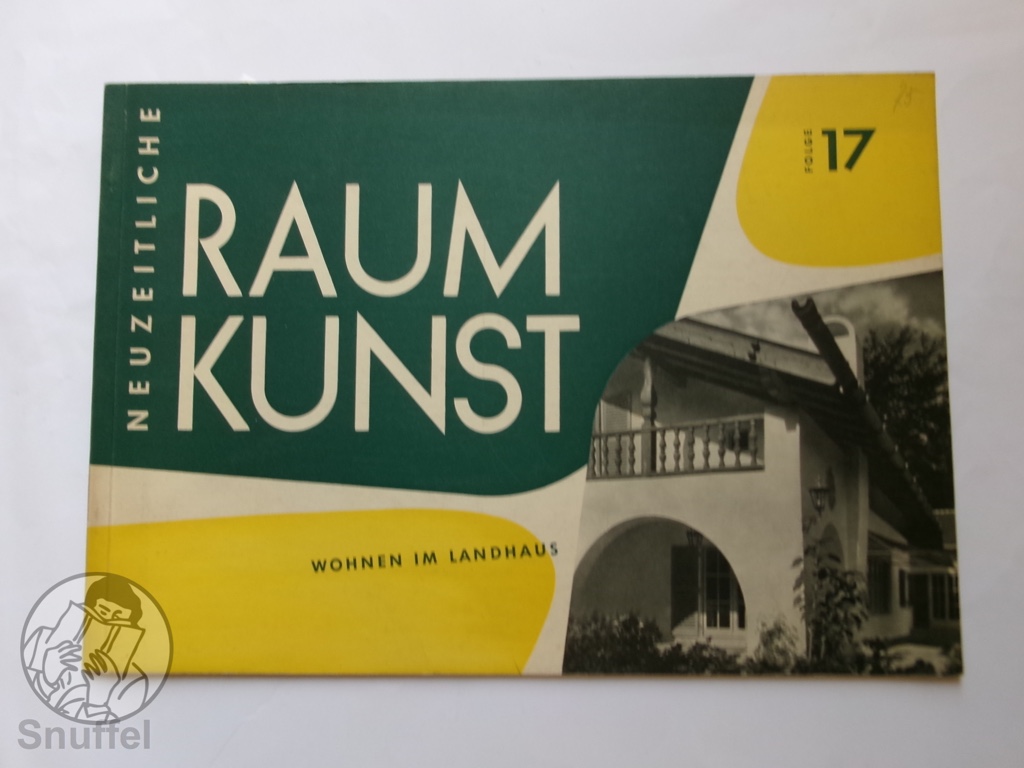 NEUZEITLICHE
RAUM
KUNST
FOLGE 17
WOHNEN IM LANDHAUS
Snuffel